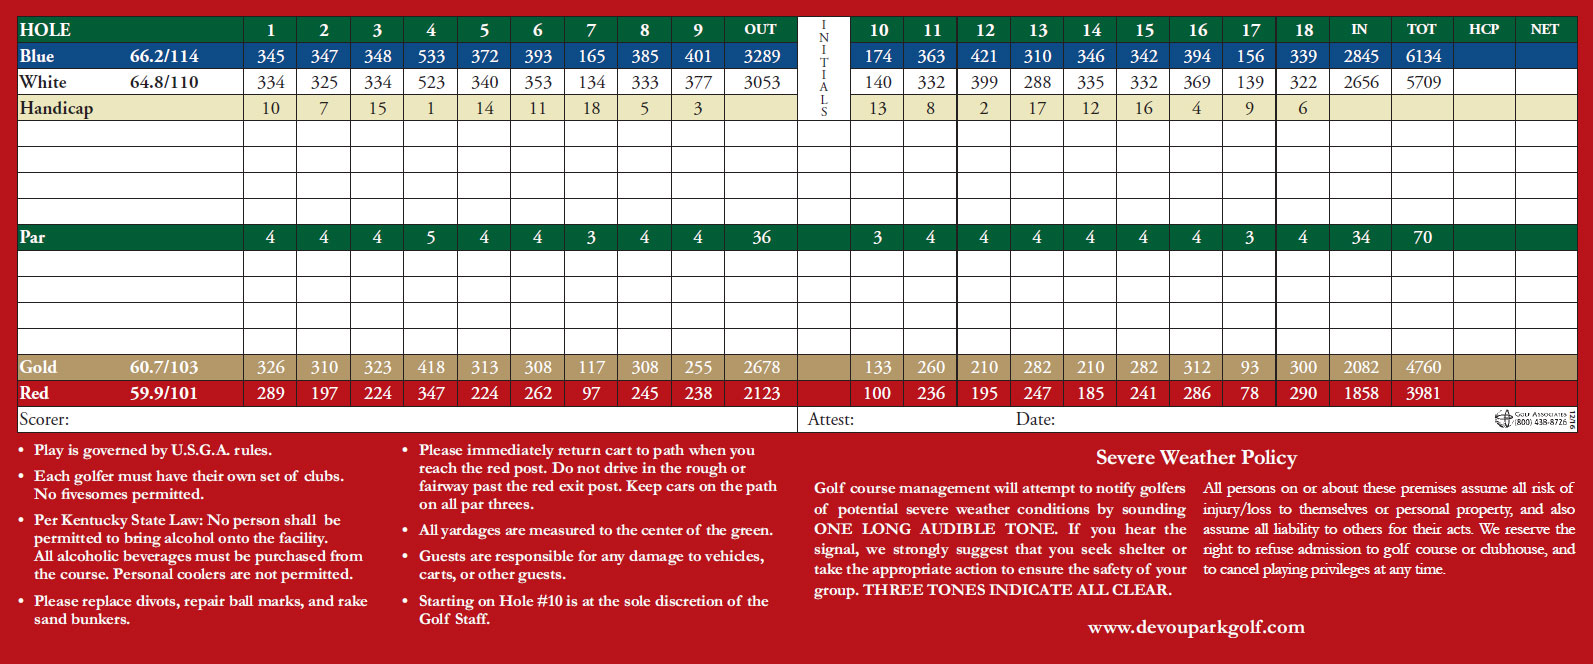 HOLE 1 2 3 4 5 6 7 8 9 OUT INITIALS 10 11 12 13 14 15 16 17 18 IN TOT HCP NET
Blue 66.2/114 345 347 348 533 372 393 165 385 401 3289 174 363 421 310 346 342 394 156 339 2845 6134
White 64.8/110 334 325 334 523 340 353 134 333 377 3053 140 332 399 288 335 332 369 139 322 2656 5709
Handicap 10 7 15 1 14 11 18 5 3 13 8 2 17 12 16 4 9 6
Par 4 4 4 5 4 4 3 4 4 36 3 4 4 4 4 4 4 3 4 34 70
Gold 60.7/103 326 310 323 418 313 308 117 308 255 2678 133 260 210 282 210 282 312 93 300 2082 4760
Red 59.9/101 289 197 224 347 224 262 97 245 238 2123 100 236 195 247 185 241 286 78 290 1858 3981
Scorer: Attest: Date:
Golf Associates
(800) 438-8726
12/16
• Play is governed by U.S.G.A. rules.
• Each golfer must have their own set of clubs.
No fivesomes permitted.
• Per Kentucky State Law: No person shall be
permitted to bring alcohol onto the facility.
All alcoholic beverages must be purchased from
the course. Personal coolers are not permitted.
• Please replace divots, repair ball marks, and rake
sand bunkers.
• Please immediately return cart to path when you
reach the red post. Do not drive in the rough or
fairway past the red exit post. Keep cars on the path
on all par threes.
• All yardages are measured to the center of the green.
• Guests are responsible for any damage to vehicles,
carts, or other guests.
• Starting on Hole #10 is at the sole discretion of the
Golf Staff.
Severe Weather Policy
Golf course management will attempt to notify golfers
of potential severe weather conditions by sounding
ONE LONG AUDIBLE TONE. If you hear the
signal, we strongly suggest that you seek shelter or
take the appropriate action to ensure the safety of your
group. THREE TONES INDICATE ALL CLEAR.
All persons on or about these premises assume all risk of
injury/loss to themselves or personal property, and also
assume all liability to others for their acts. We reserve the
right to refuse admission to golf course or clubhouse, and
to cancel playing privileges at any time.
www.devouparkgolf.com